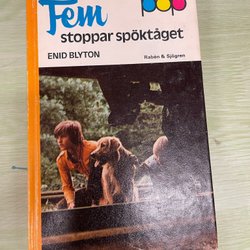 Fem
pop
stoppar spöktåget
ENID BLYTON
Rabén & Sjögren